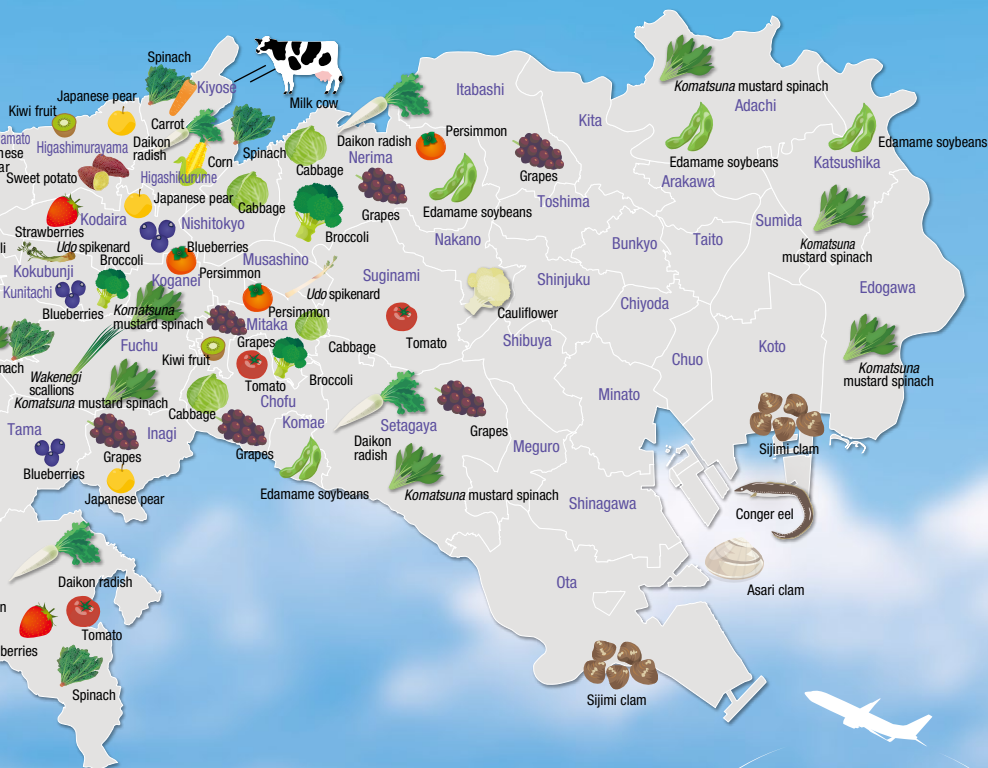 Spinach
Kiyose
Milk cow
Itabashi
Komatsuna mustard spinach
Adachi
Japanese pear
Kiwi fruit
Carrot
Kita
Persimmon
Daikon radish
amato
nese
ar
Higashimurayama
Daikon
radish
Corn
Spinach
Cabbage
Nerima
Edamame soybeans
Edamame soybeans
Katsushika
Sweet potato
Higashikurume
Grapes
Arakawa
Japanese pear
Cabbage
Grapes
Edamame soybeans
Toshima
Strawberries
Kodaira
Nishitokyo
Broccoli
Sumida
li
Udo spikenard
Blueberries
Nakano
Bunkyo
Taito
Komatsuna
mustard spinach
Broccoli
Musashino
Kokubunji
Koganei
Persimmon
Suginami
Shinjuku
Edogawa
Kunitachi
Udo spikenard
Blueberries
Komatsuna
mustard spinach
Persimmon
Cauliflower
Chiyoda
Mitaka
Grapes
Cabbage
Tomato
Shibuya
Koto
Fuchu
Kiwi fruit
Chuo
nach
Wakenegi
scallions
Tomato
Broccoli
Komatsuna
mustard spinach
Komatsuna mustard spinach
Chofu
Minato
Cabbage
Komae
Setagaya
Grapes
Tama
Inagi
Daikon
radish
Meguro
Sijimi clam
Grapes
Grapes
Blueberries
Edamame soybeans
Komatsuna mustard spinach
Japanese pear
Shinagawa
Conger eel
Daikon radish
Ota
Asari clam
n
Tomato
berries
Spinach
Sijimi clam